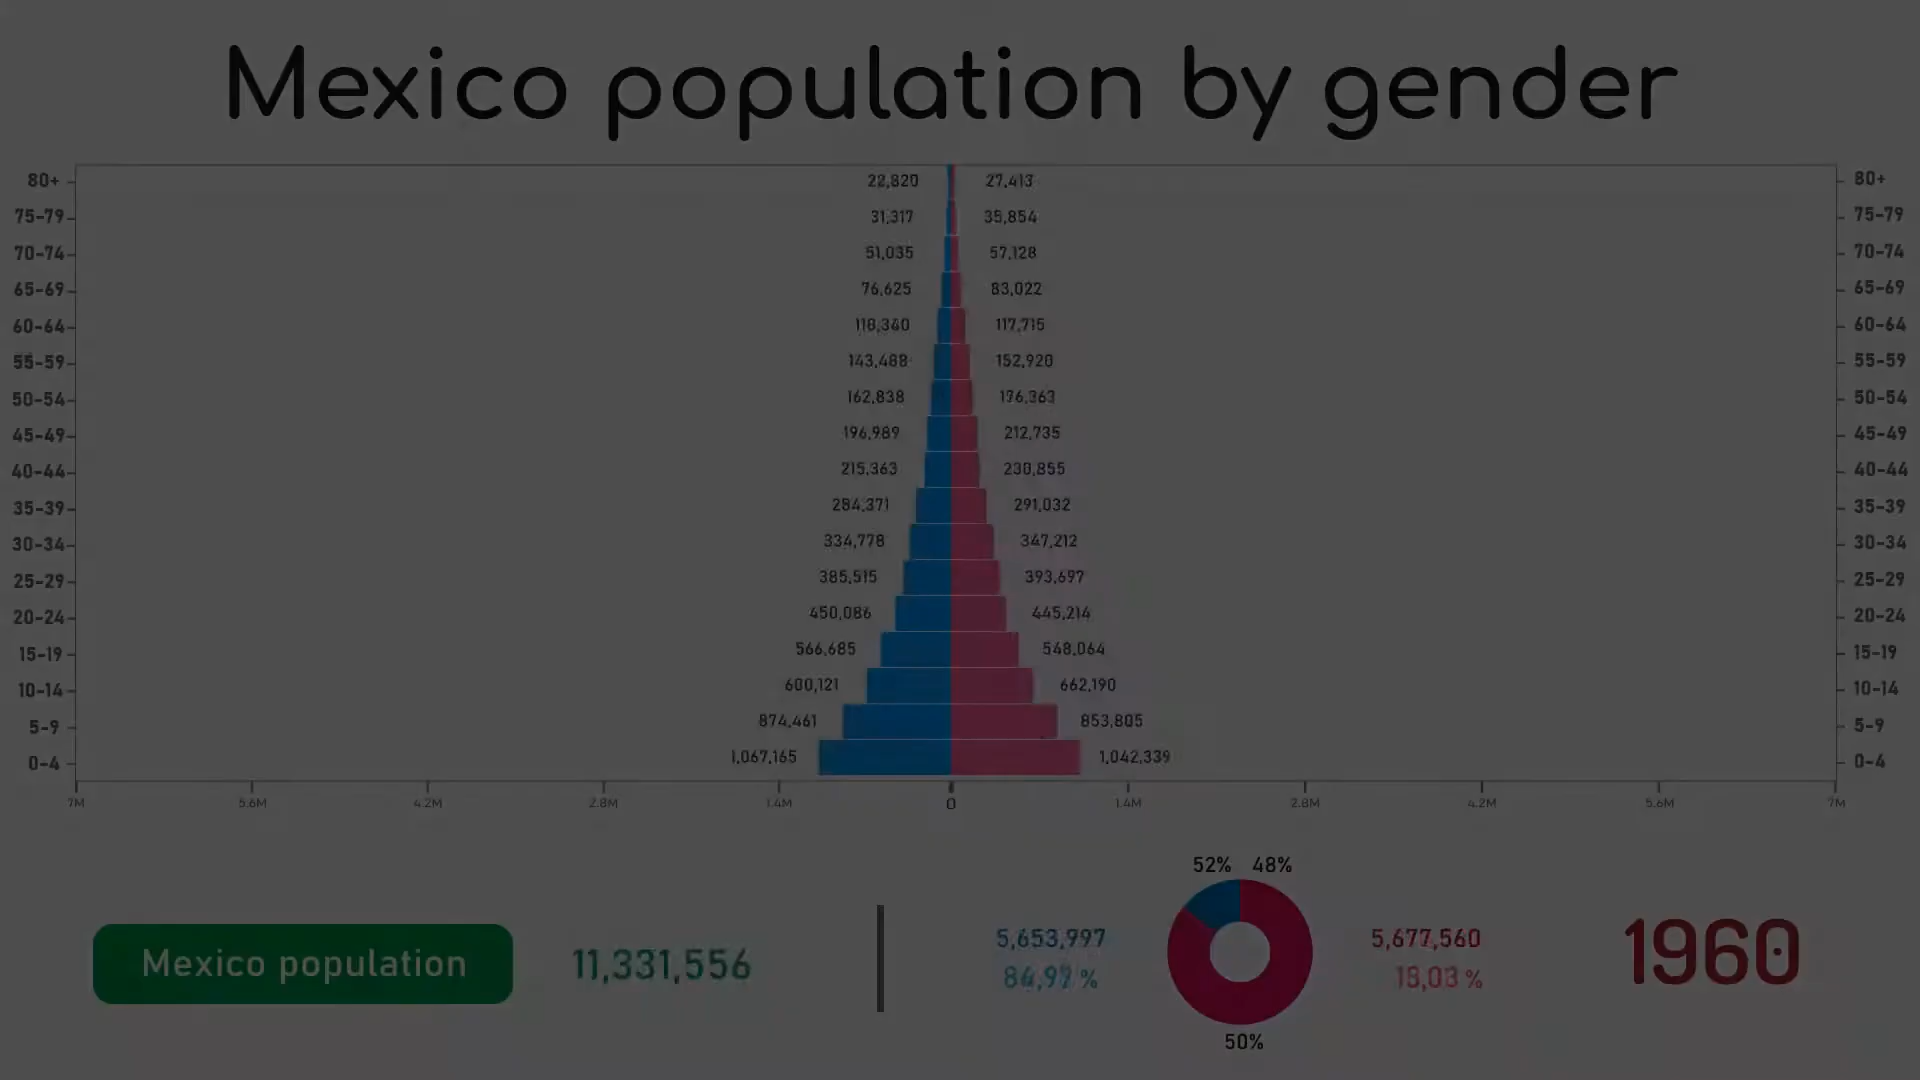 Mexico population by gender
80+ 22,820 27,413 80+
75-79 31,317 35,854 75-79
70-74 51,035 57,128 70-74
65-69 76,625 83,022 65-69
60-64 118,340 117,715 60-64
55-59 143,488 152,920 55-59
50-54 162,838 176,363 50-54
45-49 196,989 212,735 45-49
40-44 215,363 230,855 40-44
35-39 284,371 291,032 35-39
30-34 334,778 347,212 30-34
25-29 385,515 393,697 25-29
20-24 450,086 445,214 20-24
15-19 566,685 548,064 15-19
10-14 600,121 662,190 10-14
5-9 874,461 853,805 5-9
0-4 1,067,165 1,042,339 0-4
7M 5.6M 4.2M 2.8M 1.4M 0 1.4M 2.8M 4.2M 5.6M 7M
52% 48%
Mexico population 11,331,556 5,653,997 5,677,560 1960
%
50%